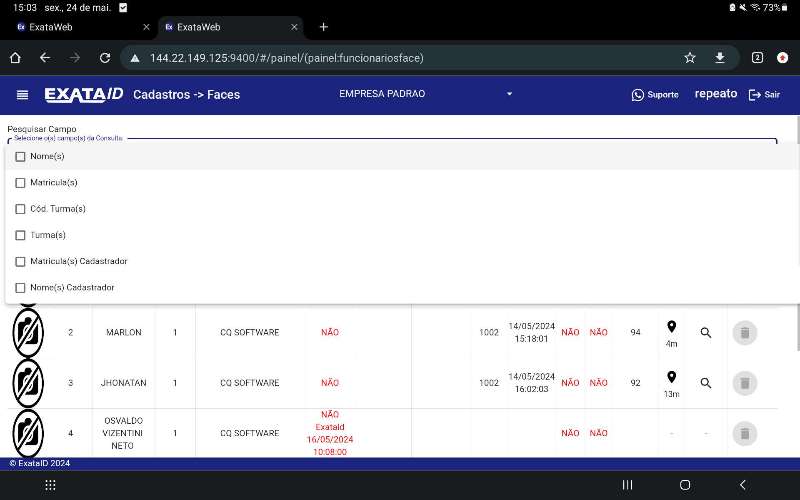 15:03 sex., 24 de mai. 73%
ExataWeb
ExataWeb
144.22.149.125:9400/#/painel/(painel:funcionariosface)
2
EXATAID Cadastros -> Faces EMPRESA PADRAO Suporte repeato Sair
Pesquisar Campo
Selecione o(s) campo(s) da Consulta
Nome(s)
Matricula(s)
Cód. Turma(s)
Turma(s)
Matricula(s) Cadastrador
Nome(s) Cadastrador
2 MARLON 1 CQ SOFTWARE NÃO 1002 14/05/2024 15:18:01 NÃO NÃO 94 4m
3 JHONATAN 1 CQ SOFTWARE NÃO 1002 14/05/2024 16:02:03 NÃO NÃO 92 13m
4 OSVALDO VIZENTINI NETO 1 CQ SOFTWARE NÃO ExataId 16/05/2024 10:08:00 NÃO NÃO - -
© ExataID 2024